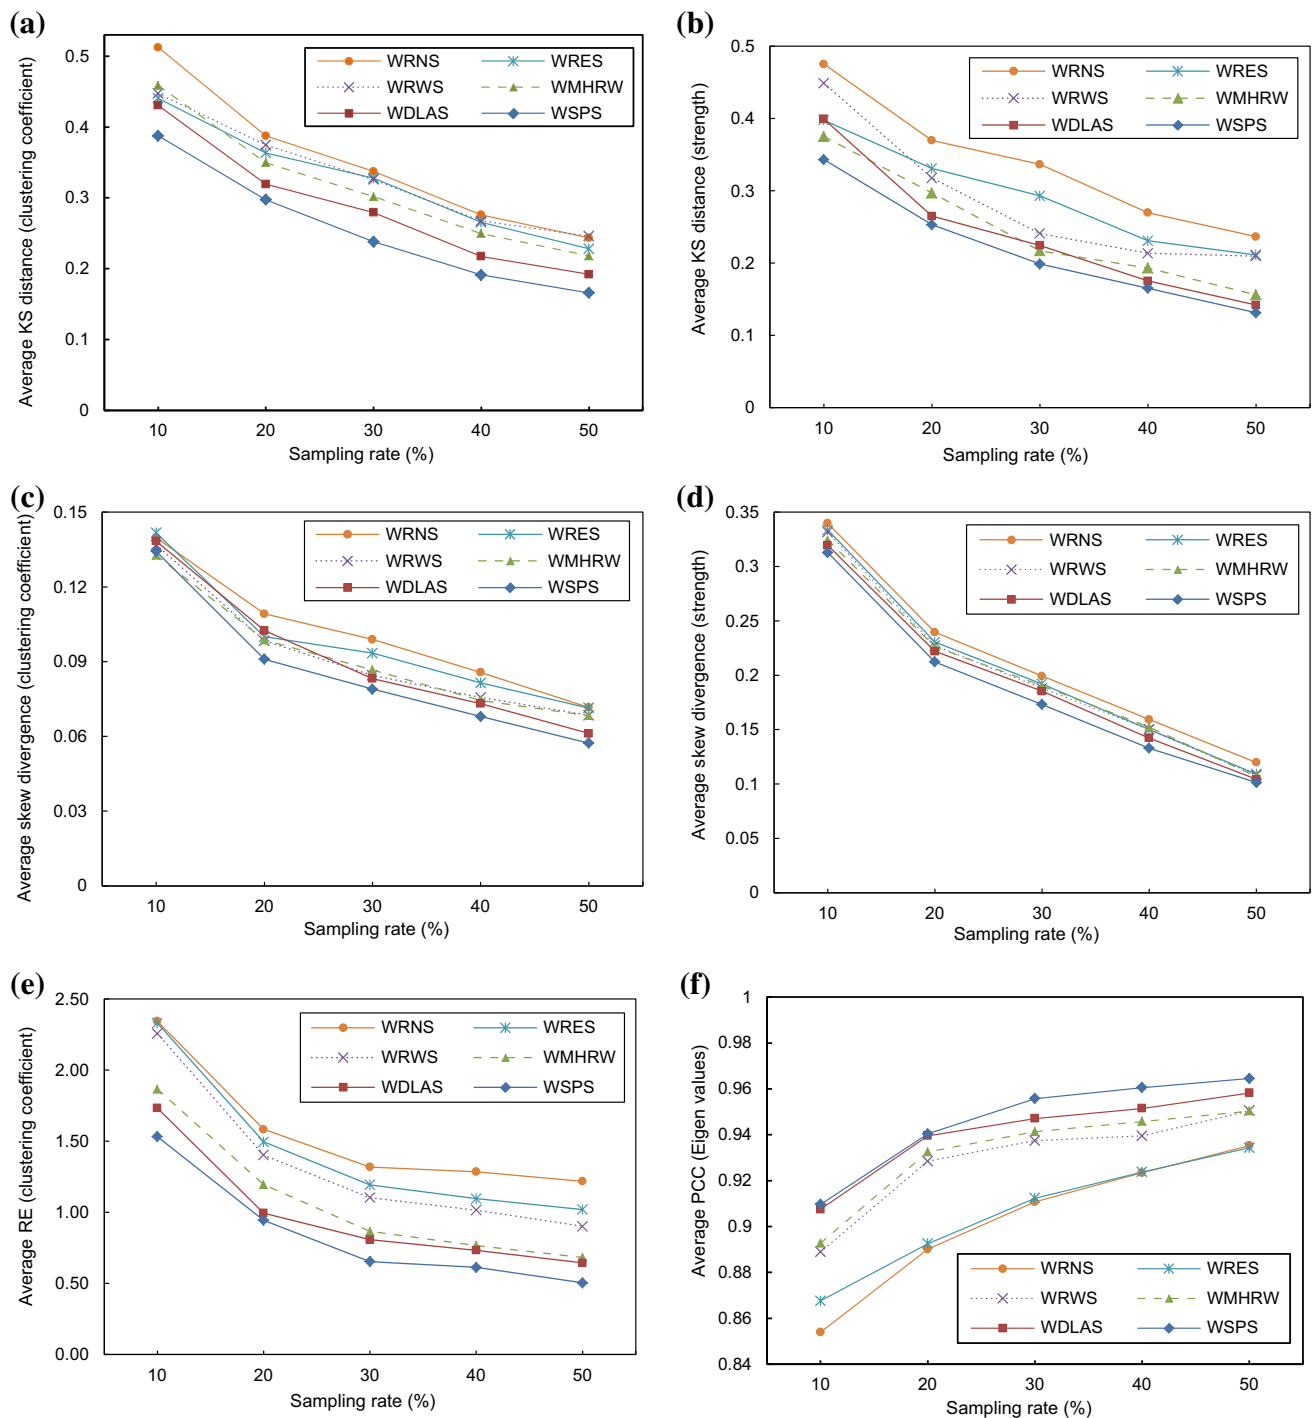 (a)
Average KS distance (clustering coefficient)
0.5
0.4
0.3
0.2
0.1
0
WRNS WRES
WRWS WMHRW
WDLAS WSPS
10 20 30 40 50
Sampling rate (%)
(b)
Average KS distance (strength)
0.5
0.4
0.3
0.2
0.1
0
WRNS WRES
WRWS WMHRW
WDLAS WSPS
10 20 30 40 50
Sampling rate (%)
(c)
Average skew divergence (clustering coefficient)
0.15
0.12
0.09
0.06
0.03
0
WRNS WRES
WRWS WMHRW
WDLAS WSPS
10 20 30 40 50
Sampling rate (%)
(d)
Average skew divergence (strength)
0.35
0.3
0.25
0.2
0.15
0.1
0.05
0
WRNS WRES
WRWS WMHRW
WDLAS WSPS
10 20 30 40 50
Sampling rate (%)
(e)
Average RE (clustering coefficient)
2.50
2.00
1.50
1.00
0.50
0.00
WRNS WRES
WRWS WMHRW
WDLAS WSPS
10 20 30 40 50
Sampling rate (%)
(f)
Average PCC (Eigen values)
1
0.98
0.96
0.94
0.92
0.9
0.88
0.86
0.84
WRNS WRES
WRWS WMHRW
WDLAS WSPS
10 20 30 40 50
Sampling rate (%)